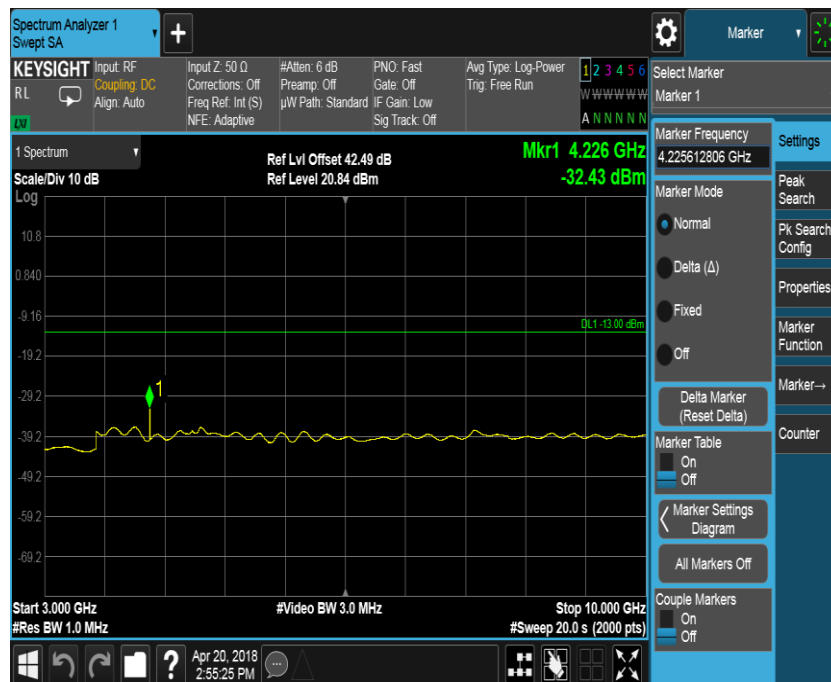 Spectrum Analyzer 1
Swept SA
Marker
KEYSIGHT
RL
LXI
Input: RF
Coupling: DC
Align: Auto
Input Z: 50 Ω
Corrections: Off
Freq Ref: Int (S)
NFE: Adaptive
#Atten: 6 dB
Preamp: Off
µW Path: Standard
PNO: Fast
Gate: Off
IF Gain: Low
Sig Track: Off
Avg Type: Log-Power
Trig: Free Run
1 2 3 4 5 6
W W W W W W
A N N N N N
Select Marker
Marker 1
1 Spectrum
Scale/Div 10 dB
Log
Ref Lvl Offset 42.49 dB
Ref Level 20.84 dBm
Mkr1 4.226 GHz
-32.43 dBm
10.8
0.840
-9.16
-19.2
-29.2
-39.2
-49.2
-59.2
-69.2
DL1 -13.00 dBm
1
Start 3.000 GHz
#Res BW 1.0 MHz
#Video BW 3.0 MHz
Stop 10.000 GHz
#Sweep 20.0 s (2000 pts)
Marker Frequency
4.225612806 GHz
Marker Mode
Normal
Delta (Δ)
Fixed
Off
Delta Marker
(Reset Delta)
Marker Table
On
Off
Marker Settings
Diagram
All Markers Off
Couple Markers
On
Off
Settings
Peak
Search
Pk Search
Config
Properties
Marker
Function
Marker→
Counter
?
Apr 20, 2018
2:55:25 PM